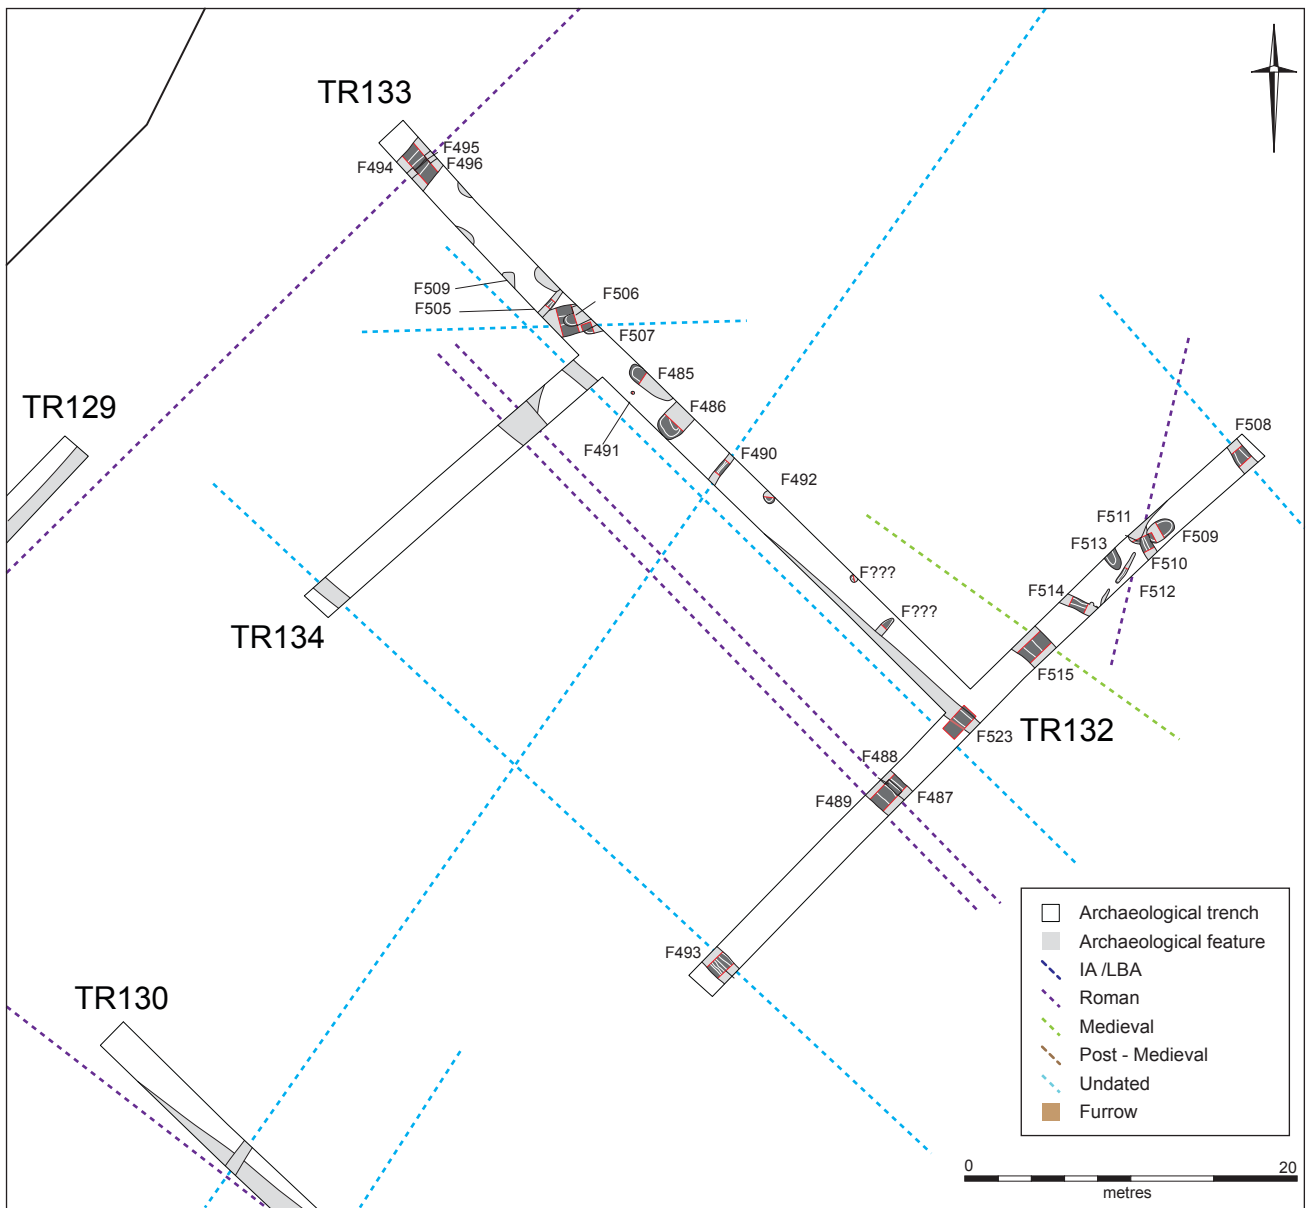 TR133
F495
F494
F496
F509
F506
F505
F507
F485
TR129
F486
F491
F490
F508
F492
F511
F509
F513
F510
F???
F514
F512
F???
TR134
F515
F523
TR132
F488
F489
F487
F493
TR130
Archaeological trench
Archaeological feature
IA /LBA
Roman
Medieval
Post - Medieval
Undated
Furrow
0 20
metres